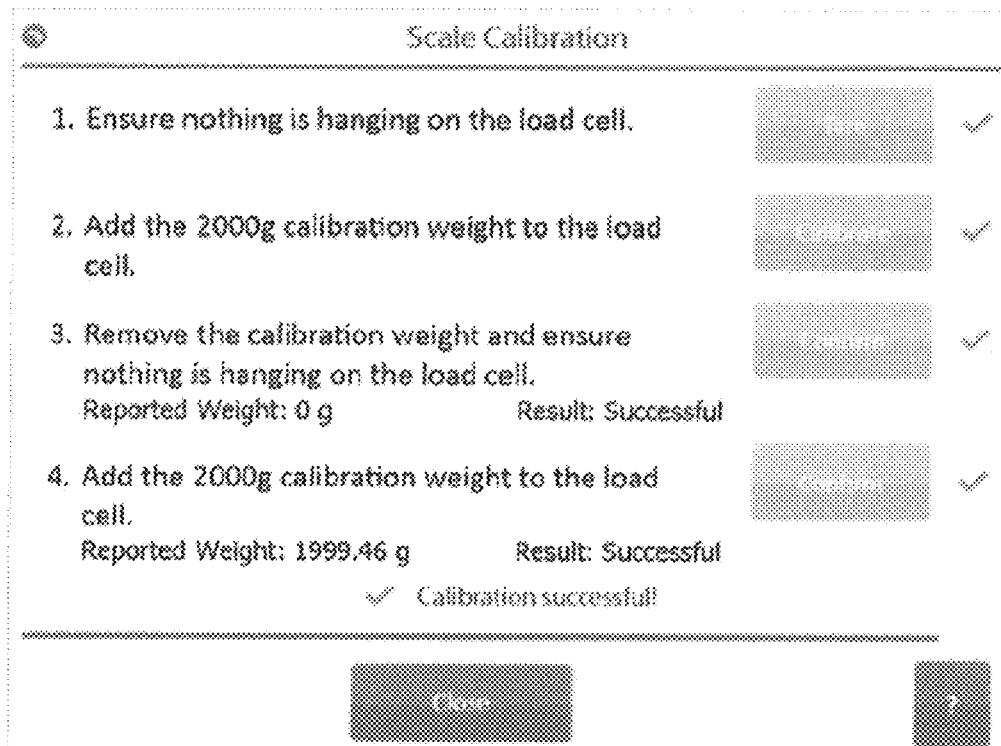 Scale Calibration
1. Ensure nothing is hanging on the load cell.
2. Add the 2000g calibration weight to the load
cell.
3. Remove the calibration weight and ensure
nothing is hanging on the load cell.
Reported Weight: 0 g Result: Successful
4. Add the 2000g calibration weight to the load
cell.
Reported Weight: 1999.46 g Result: Successful
Calibration successful!
Close ?